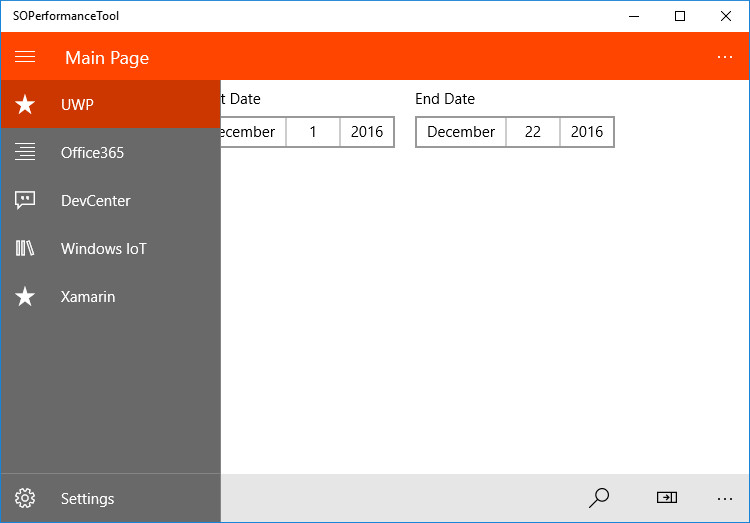 SOPerformanceTool
Main Page
UWP
Office365
DevCenter
Windows IoT
Xamarin
Settings
t Date
End Date
ecember 1 2016
December 22 2016